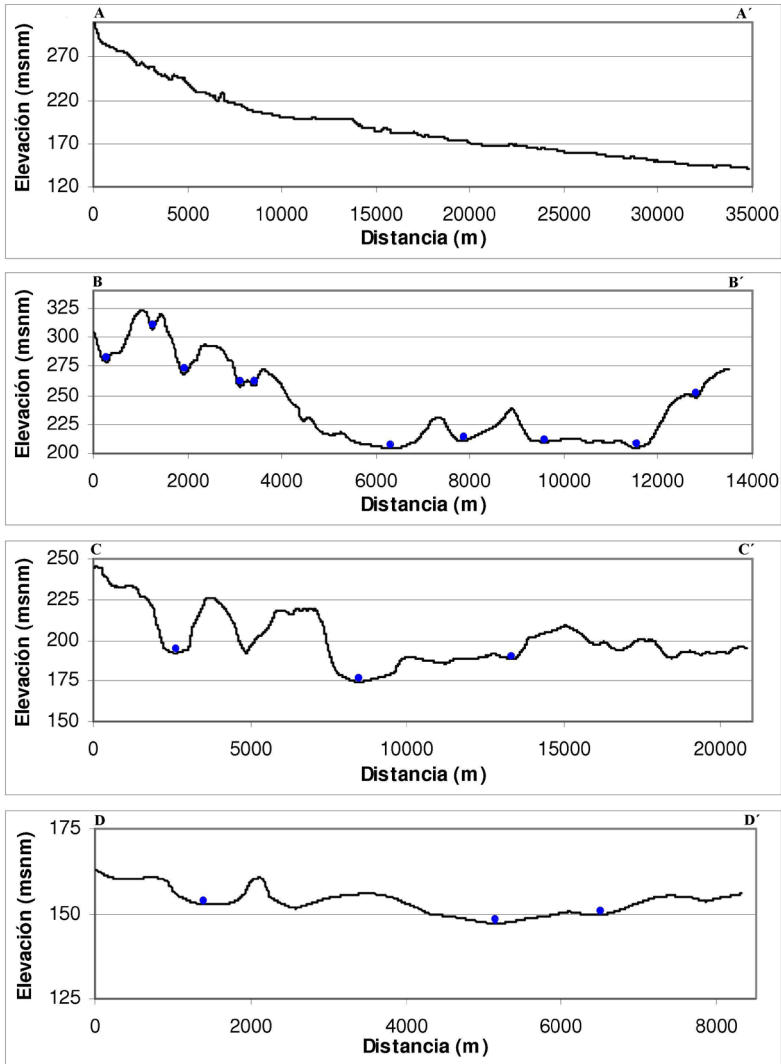 A A´
Elevación (msnm)
270
220
170
120
0 5000 10000 15000 20000 25000 30000 35000
Distancia (m)
B B´
Elevación (msnm)
325
300
275
250
225
200
0 2000 4000 6000 8000 10000 12000 14000
Distancia (m)
C C´
Elevación (msnm)
250
225
200
175
150
0 5000 10000 15000 20000
Distancia (m)
D D´
Elevación (msnm)
175
150
125
0 2000 4000 6000 8000
Distancia (m)